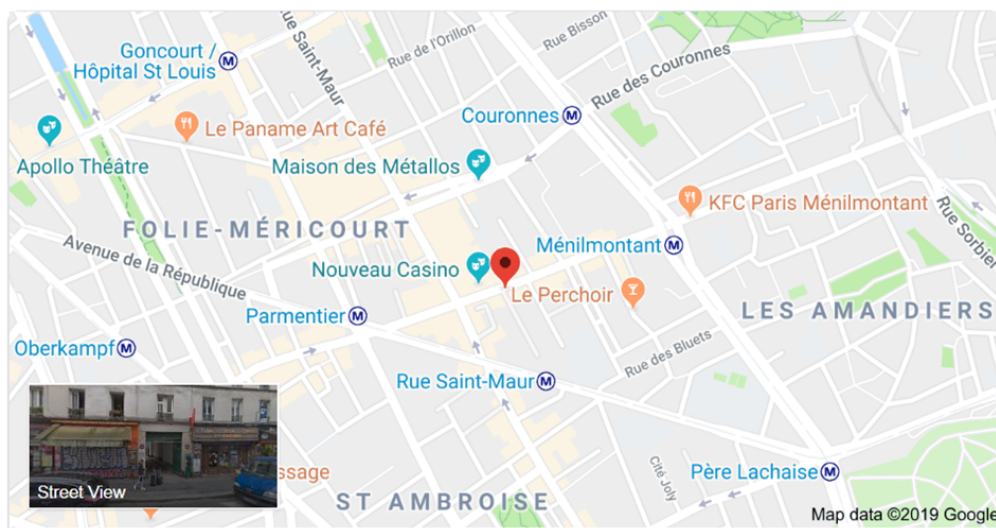 Goncourt /
Hôpital St Louis
Rue Saint-Maur
Rue de l'Orillon
Rue Bisson
Rue des Couronnes
Couronnes
Le Paname Art Café
Apollo Théâtre
Maison des Métallos
KFC Paris Ménilmontant
Rue Sorbier
FOLIE-MÉRICOURT
Ménilmontant
Avenue de la République
Nouveau Casino
Le Perchoir
LES AMANDIERS
Parmentier
Oberkampf
Rue des Bluets
Rue Saint-Maur
Père Lachaise
Cité Joly
ssage
Street View
ST AMBROISE
Map data ©2019 Google